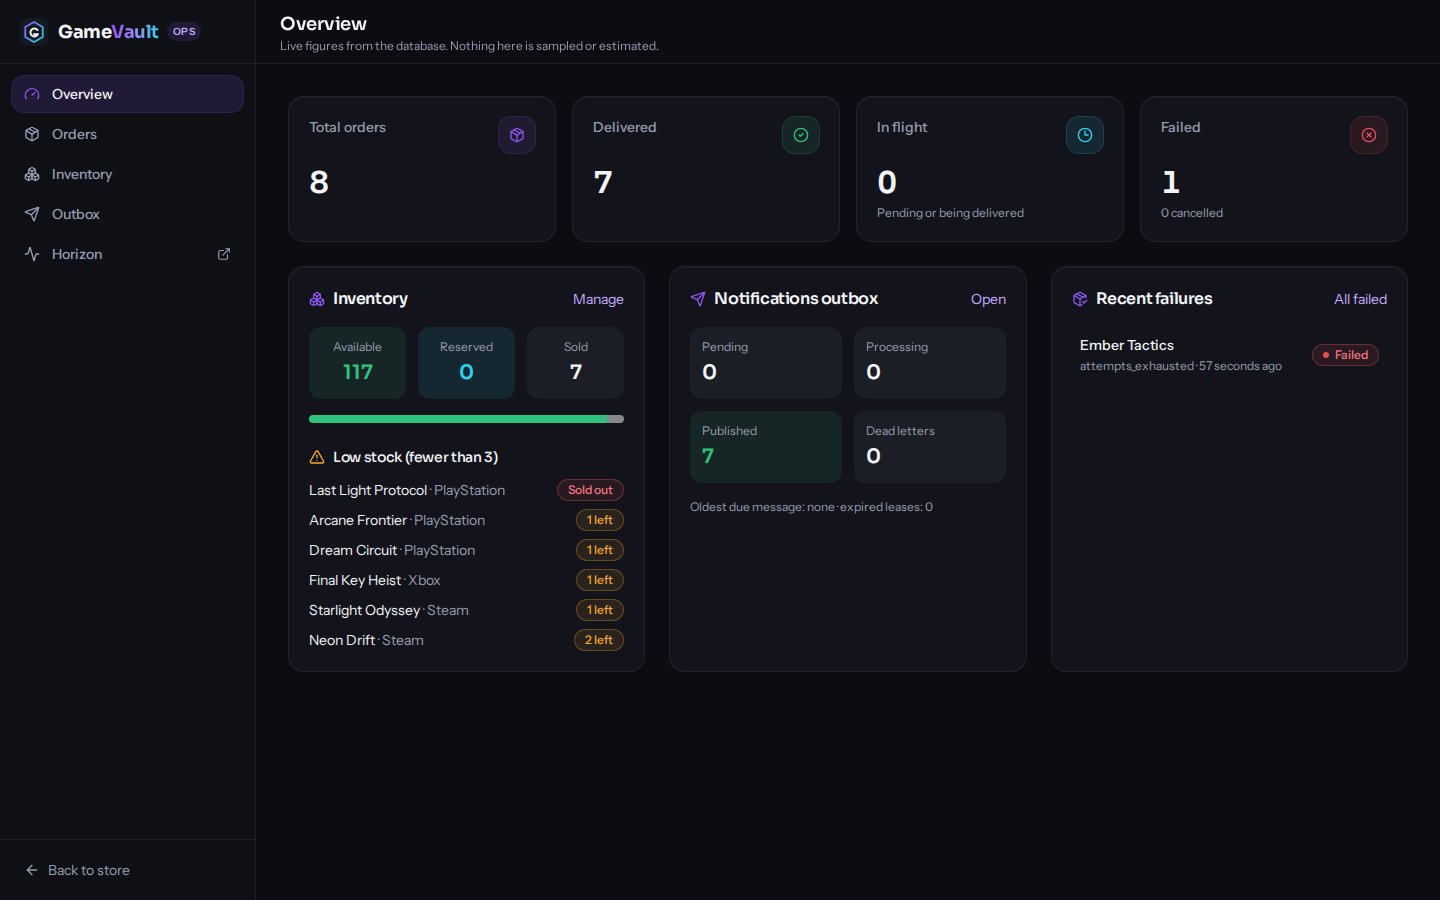 GameVault OPS
Overview
Orders
Inventory
Outbox
Horizon
Back to store
Overview
Live figures from the database. Nothing here is sampled or estimated.
Total orders
8
Delivered
7
In flight
0
Pending or being delivered
Failed
1
0 cancelled
Inventory Manage
Available Reserved Sold
117 0 7
Low stock (fewer than 3)
Last Light Protocol · PlayStation Sold out
Arcane Frontier · PlayStation 1 left
Dream Circuit · PlayStation 1 left
Final Key Heist · Xbox 1 left
Starlight Odyssey · Steam 1 left
Neon Drift · Steam 2 left
Notifications outbox Open
Pending Processing
0 0
Published Dead letters
7 0
Oldest due message: none · expired leases: 0
Recent failures All failed
Ember Tactics Failed
attempts_exhausted · 57 seconds ago